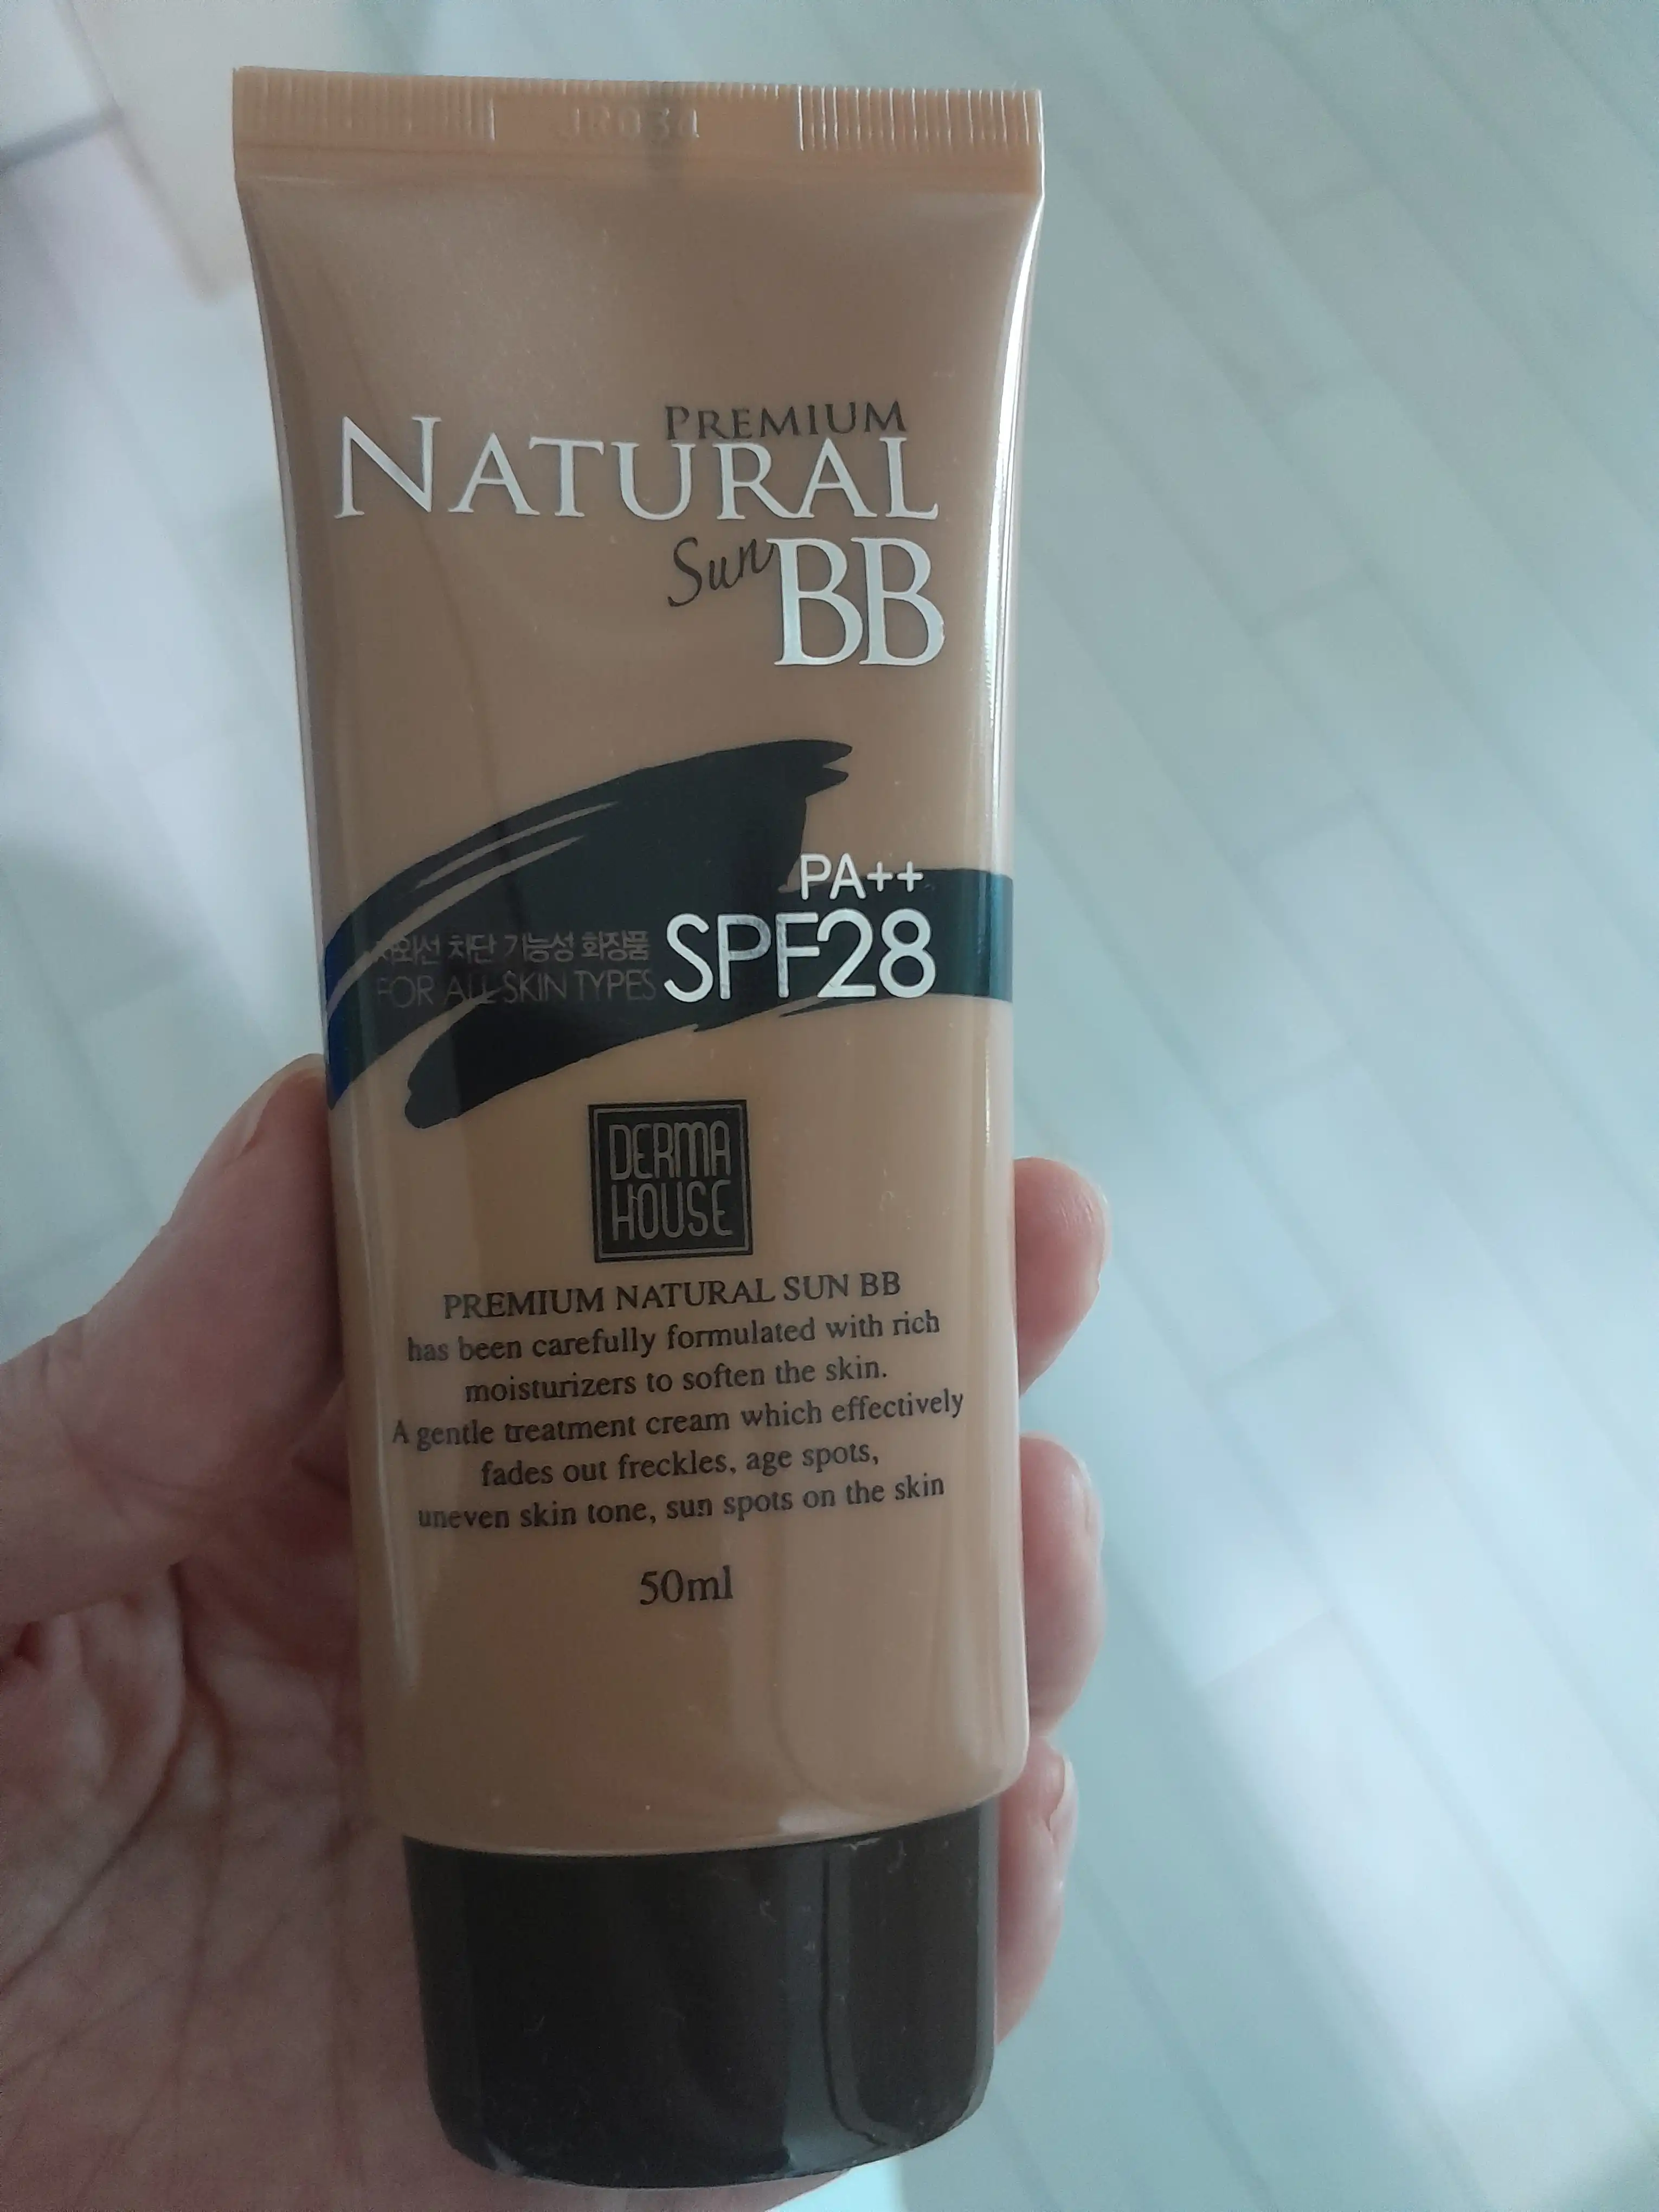 PREMIUM
NATURAL
Sun BB
PA++
자외선 차단 기능성 화장품 SPF28
FOR ALL SKIN TYPES
DERMA
HOUSE
PREMIUM NATURAL SUN BB
has been carefully formulated with rich
moisturizers to soften the skin.
A gentle treatment cream which effectively
fades out freckles, age spots,
uneven skin tone, sun spots on the skin
50ml